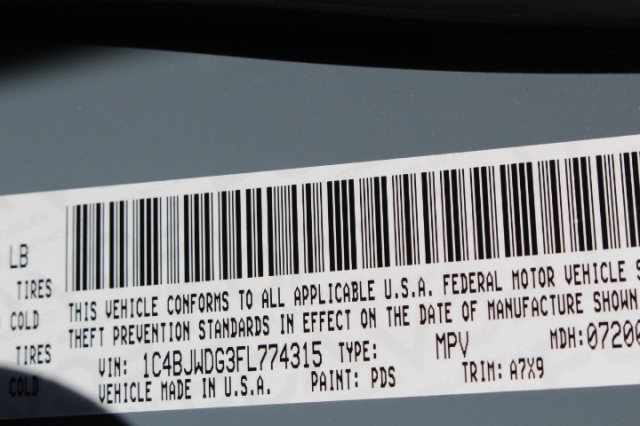 LB
TIRES
COLD
TIRES
COLD
THIS VEHICLE CONFORMS TO ALL APPLICABLE U.S.A. FEDERAL MOTOR VEHICLE S
THEFT PREVENTION STANDARDS IN EFFECT ON THE DATE OF MANUFACTURE SHOWN
VIN: 1C4BJWDG3FL774315 TYPE: MPV MDH:07200
VEHICLE MADE IN U.S.A. PAINT: PDS TRIM: A7X9